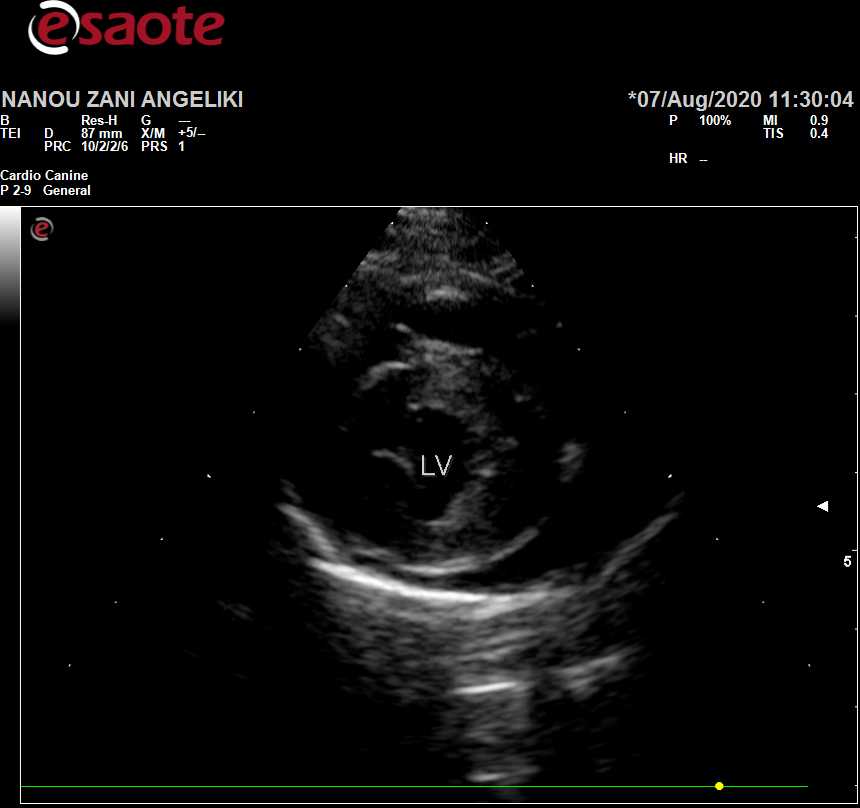 esaote
NANOU ZANI ANGELIKI *07/Aug/2020 11:30:04
B Res-H G --- P 100% MI 0.9
TEI D 87 mm X/M +5/-- TIS 0.4
PRC 10/2/2/6 PRS 1
HR --
Cardio Canine
P 2-9 General
e
LV
5